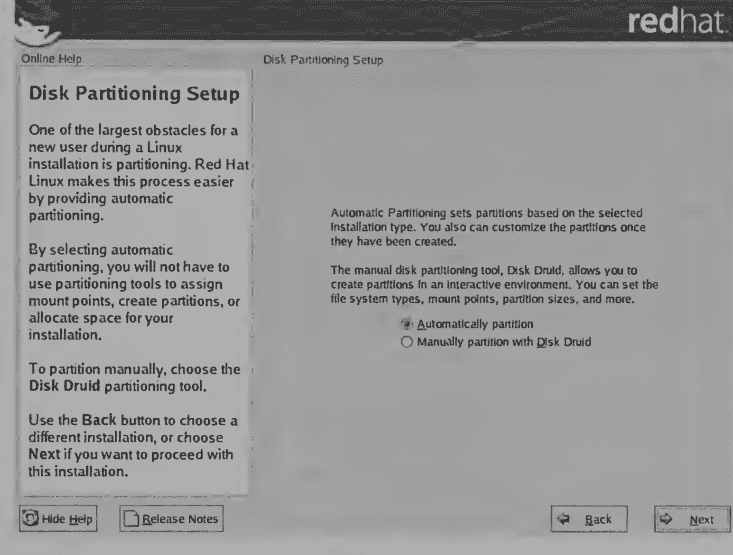 redhat.
Online Help
Disk Partitioning Setup
Disk Partitioning Setup
One of the largest obstacles for a
new user during a Linux
installation is partitioning. Red Hat
Linux makes this process easier
by providing automatic
partitioning.
By selecting automatic
partitioning, you will not have to
use partitioning tools to assign
mount points, create partitions, or
allocate space for your
installation.
To partition manually, choose the
Disk Druid partitioning tool.
Use the Back button to choose a
different installation, or choose
Next if you want to proceed with
this installation.
Automatic Partitioning sets partitions based on the selected
installation type. You also can customize the partitions once
they have been created.
The manual disk partitioning tool, Disk Druid, allows you to
create partitions in an interactive environment. You can set the
file system types, mount points, partition sizes, and more.
Automatically partition
Manually partition with Disk Druid
Hide Help
Release Notes
Back
Next